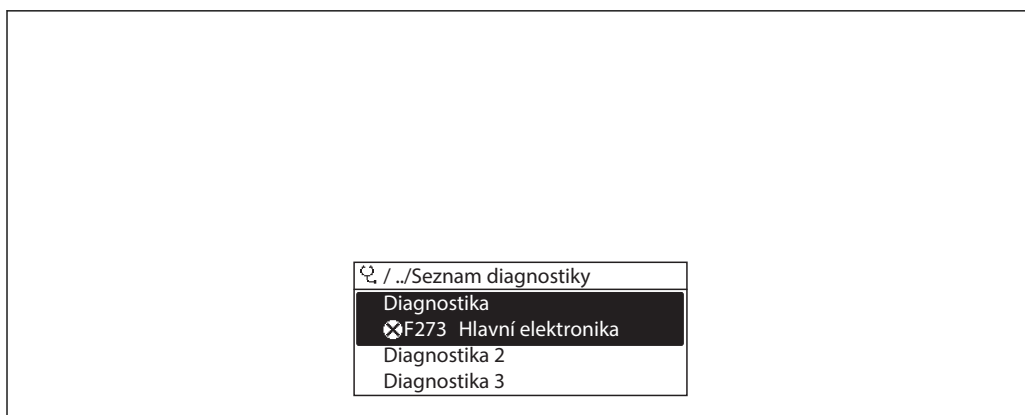 / ../Seznam diagnostiky
Diagnostika
F273 Hlavní elektronika
Diagnostika 2
Diagnostika 3